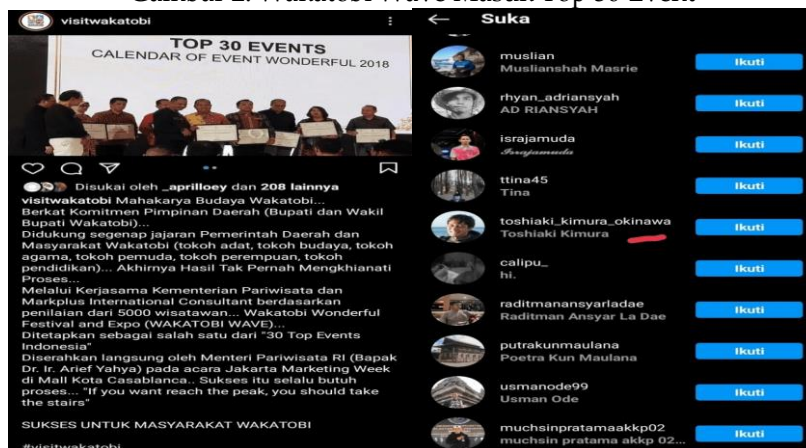 Gambar 2. Wakatobi Wave Masuk Top 30 Event
visitwakatobi
TOP 30 EVENTS
CALENDAR OF EVENT WONDERFUL 2018
Disukai oleh _aprilloey dan 208 lainnya
visitwakatobi Mahakarya Budaya Wakatobi...
Berkat Komitmen Pimpinan Daerah (Bupati dan Wakil
Bupati Wakatobi)...
Didukung segenap jajaran Pemerintah Daerah dan
Masyarakat Wakatobi (tokoh adat, tokoh budaya, tokoh
agama, tokoh pemuda, tokoh perempuan, tokoh
pendidikan)... Akhirnya Hasil Tak Pernah Mengkhianati
Proses...
Melalui Kerjasama Kementerian Pariwisata dan
Markplus International Consultant berdasarkan
penilaian dari 5000 wisatawan... Wakatobi Wonderful
Festival and Expo (WAKATOBI WAVE)...
Ditetapkan sebagai salah satu dari "30 Top Events
Indonesia"
Diserahkan langsung oleh Menteri Pariwisata RI (Bapak
Dr. Ir. Arief Yahya) pada acara Jakarta Marketing Week
di Mall Kota Casablanca.. Sukses itu selalu butuh
proses... "If you want reach the peak, you should take
the stairs"
SUKSES UNTUK MASYARAKAT WAKATOBI
#visitwakatobi
Suka
muslian
Muslianshah Masrie
Ikuti
rhyan_adriansyah
AD RIANSYAH
Ikuti
israjamuda
Israjamuda
Ikuti
ttina45
Tina
Ikuti
toshiaki_kimura_okinawa
Toshiaki Kimura
Ikuti
calipu_
hi.
Ikuti
raditmanansyarladae
Raditman Ansyar La Dae
Ikuti
putrakunmaulana
Poetra Kun Maulana
Ikuti
usmanode99
Usman Ode
Ikuti
muchsinpratamaakkp02
muchsin pratama akkp 02...
Ikuti